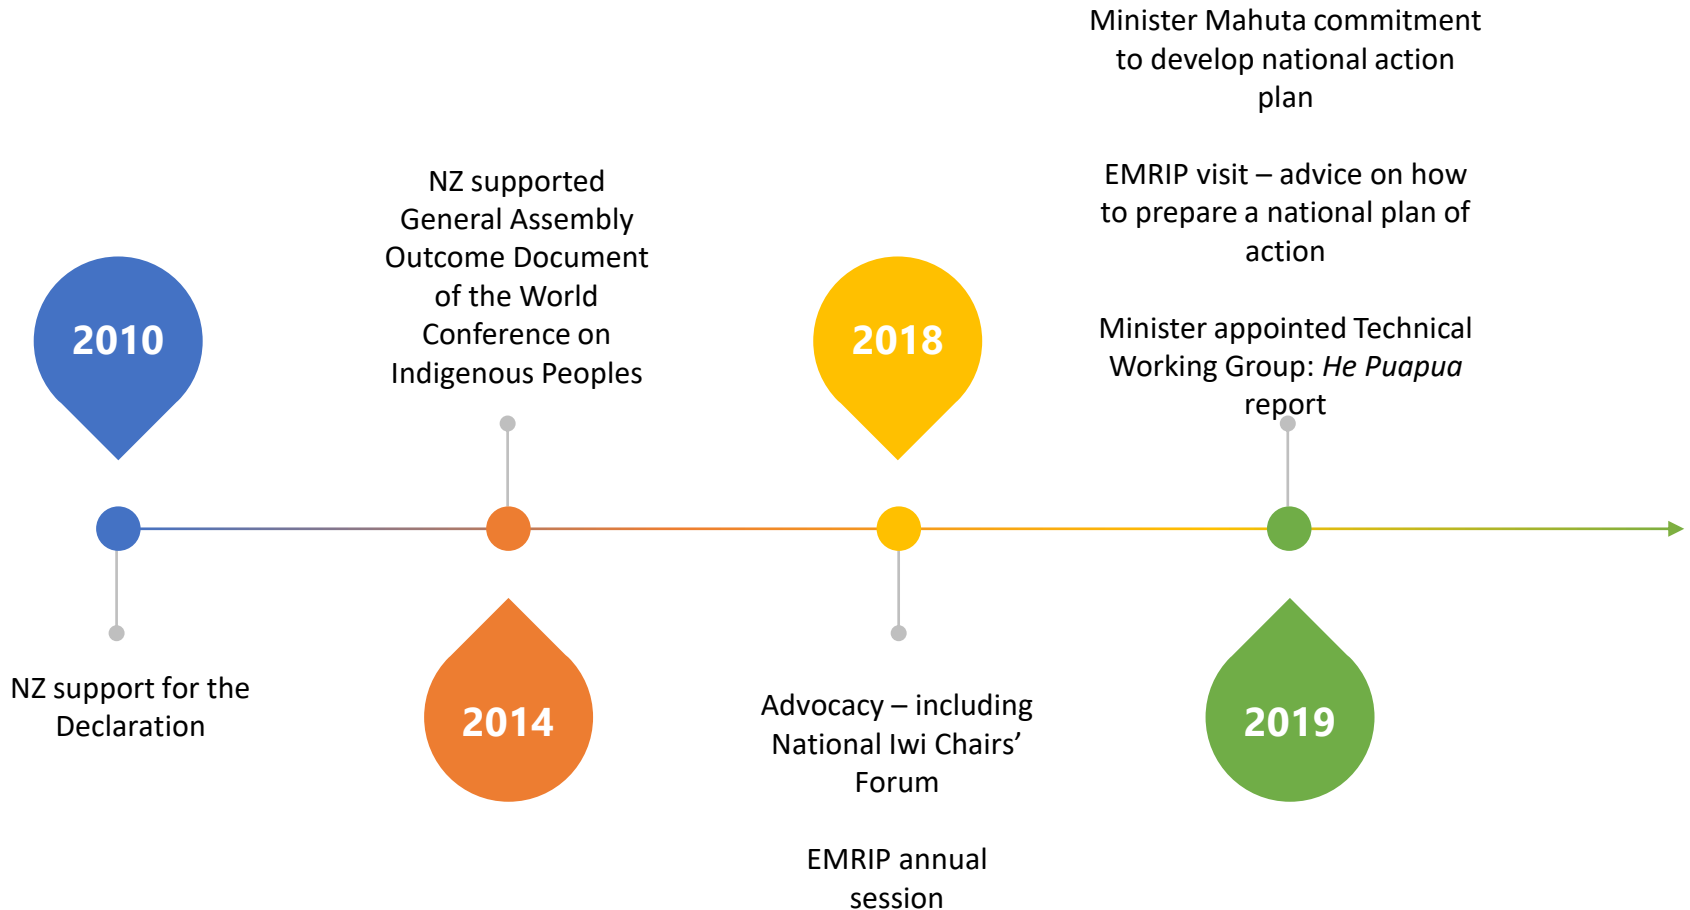 2010
NZ support for the
Declaration
NZ supported
General Assembly
Outcome Document
of the World
Conference on
Indigenous Peoples
2014
2018
Advocacy – including
National Iwi Chairs’
Forum
EMRIP annual
session
Minister Mahuta commitment
to develop national action
plan
EMRIP visit – advice on how
to prepare a national plan of
action
Minister appointed Technical
Working Group: He Puapua
report
2019